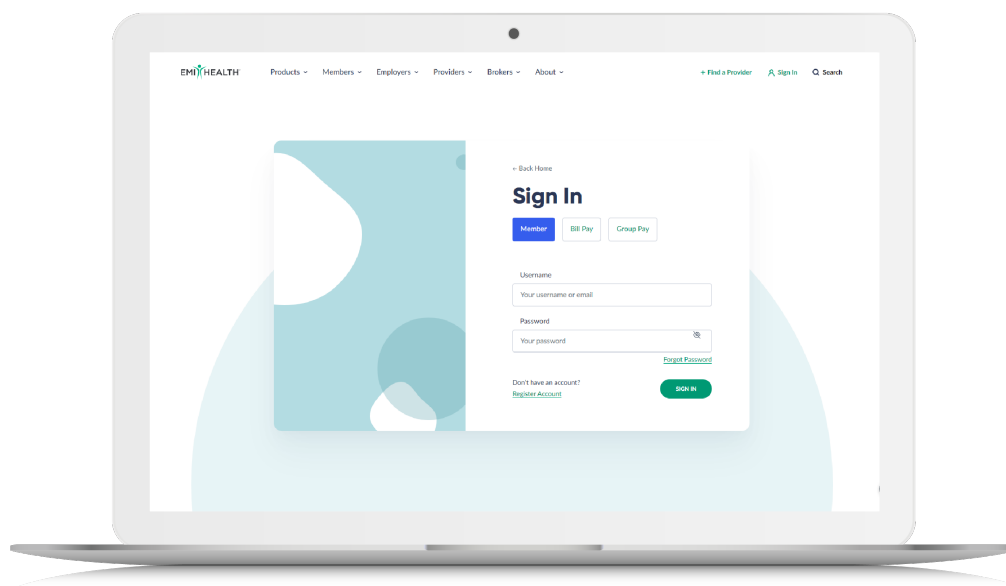 EMI HEALTH
Products Members Employers Providers Brokers About + Find a Provider Sign In Search
← Back Home
Sign In
Member Bill Pay Group Pay
Username
Your username or email
Password
Your password
Forgot Password
Don't have an account?
Register Account
SIGN IN